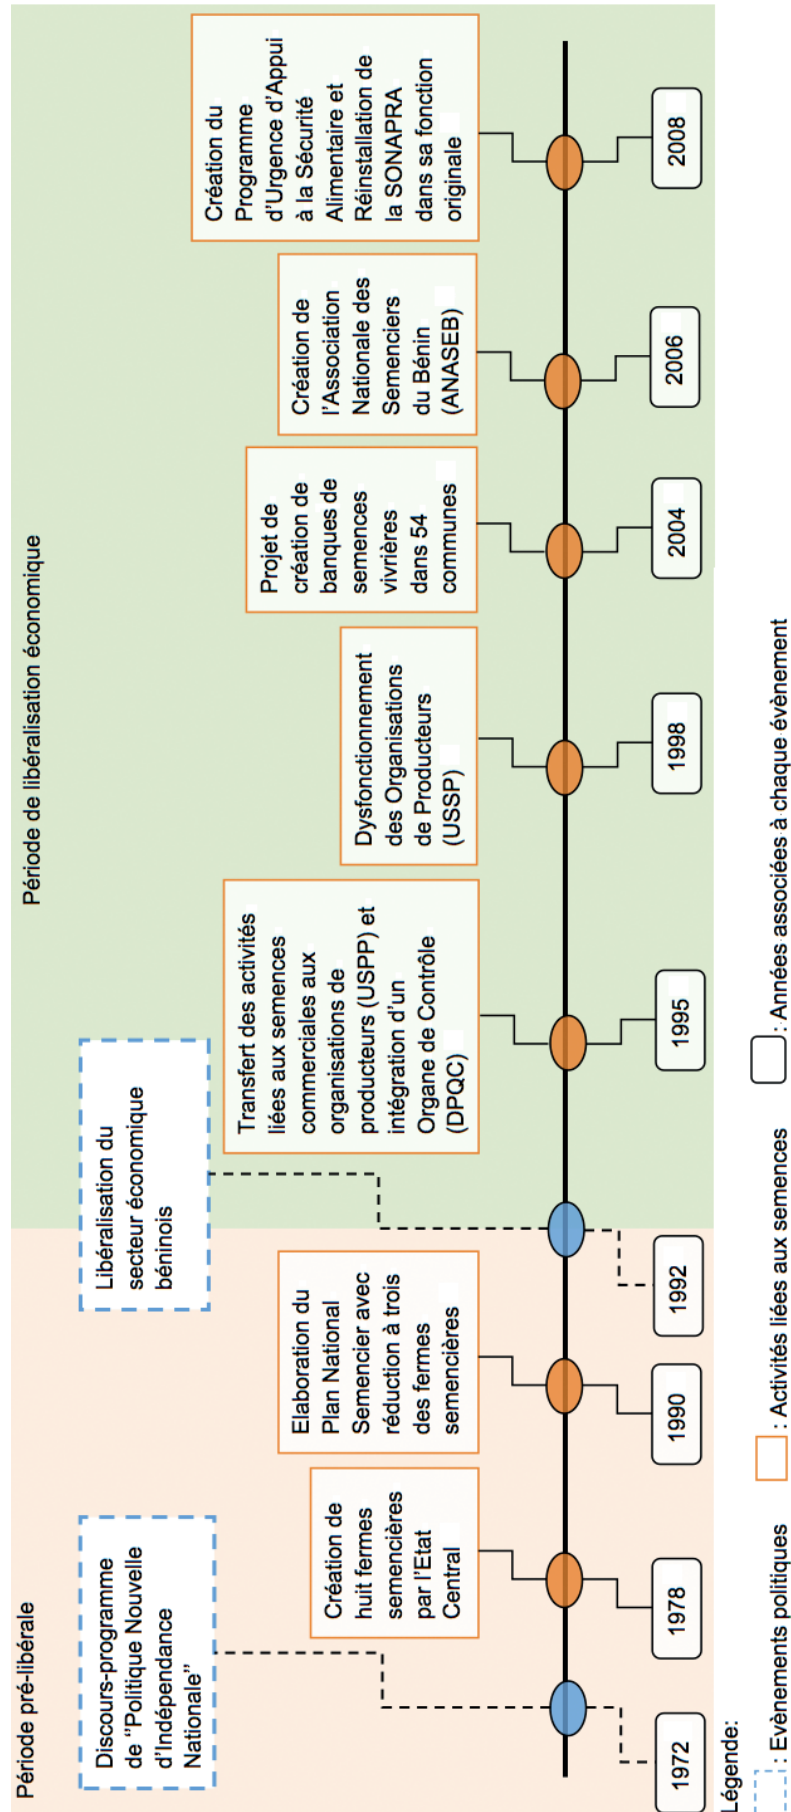 Période pré-libérale
Période de libéralisation économique
Discours-programme
de "Politique Nouvelle
d'Indépendance
Nationale"
Libéralisation du
secteur économique
béninois
Création de
huit fermes
semencières
par l'Etat
Central
Elaboration du
Plan National
Semencier avec
réduction à trois
des fermes
semencières
Transfert des activités
liées aux semences
commerciales aux
organisations de
producteurs (USPP) et
intégration d'un
Organe de Contrôle
(DPQC)
Dysfonctionnement
des Organisations
de Producteurs
(USSP)
Projet de
création de
banques de
semences
vivrières
dans 54
communes
Création de
l'Association
Nationale des
Semenciers
du Bénin
(ANASEB)
Création du
Programme
d'Urgence d'Appui
à la Sécurité
Alimentaire et
Réinstallation de
la SONAPRA
dans sa fonction
originale
1972
1978
1990
1992
1995
1998
2004
2006
2008
Légende:
: Evènements politiques
: Activités liées aux semences
: Années associées à chaque évènement